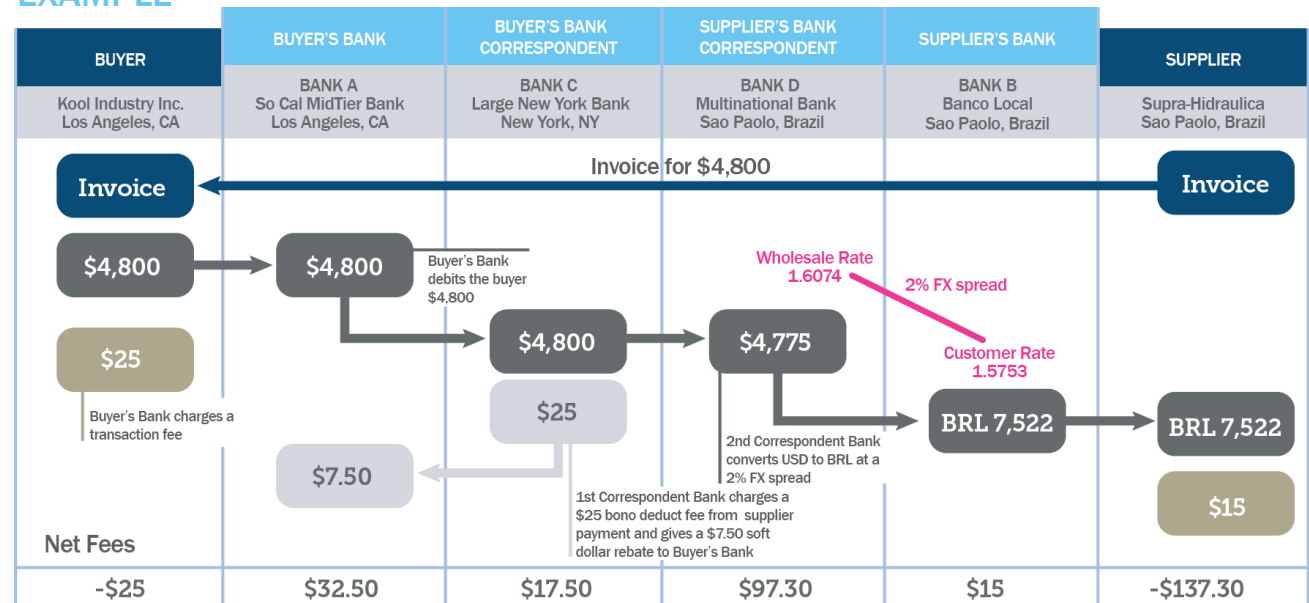 EXAMPLE
BUYER
BUYER'S BANK
BUYER'S BANK
CORRESPONDENT
SUPPLIER'S BANK
CORRESPONDENT
SUPPLIER'S BANK
SUPPLIER
Kool Industry Inc.
Los Angeles, CA
BANK A
So Cal MidTier Bank
Los Angeles, CA
BANK C
Large New York Bank
New York, NY
BANK D
Multinational Bank
Sao Paolo, Brazil
BANK B
Banco Local
Sao Paolo, Brazil
Supra-Hidraulica
Sao Paolo, Brazil
Invoice for $4,800
Invoice
Invoice
$4,800
$4,800
Buyer's Bank
debits the buyer
$4,800
Wholesale Rate
1.6074
2% FX spread
Customer Rate
1.5753
$4,800
$4,775
$25
Buyer's Bank charges a
transaction fee
$25
BRL 7,522
BRL 7,522
2nd Correspondent Bank
converts USD to BRL at a
2% FX spread
$7.50
1st Correspondent Bank charges a
$25 bono deduct fee from supplier
payment and gives a $7.50 soft
dollar rebate to Buyer's Bank
$15
Net Fees
-$25
$32.50
$17.50
$97.30
$15
-$137.30